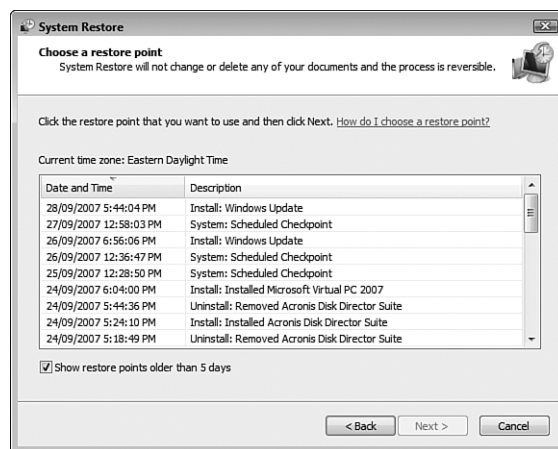 System Restore
Choose a restore point
System Restore will not change or delete any of your documents and the process is reversible.
Click the restore point that you want to use and then click Next. How do I choose a restore point?
Current time zone: Eastern Daylight Time
Date and Time Description
28/09/2007 5:44:04 PM Install: Windows Update
27/09/2007 12:58:03 PM System: Scheduled Checkpoint
26/09/2007 6:56:06 PM Install: Windows Update
26/09/2007 12:36:47 PM System: Scheduled Checkpoint
25/09/2007 12:28:50 PM System: Scheduled Checkpoint
24/09/2007 6:04:00 PM Install: Installed Microsoft Virtual PC 2007
24/09/2007 5:44:36 PM Uninstall: Removed Acronis Disk Director Suite
24/09/2007 5:24:10 PM Install: Installed Acronis Disk Director Suite
24/09/2007 5:18:49 PM Uninstall: Removed Acronis Disk Director Suite
Show restore points older than 5 days
< Back Next > Cancel